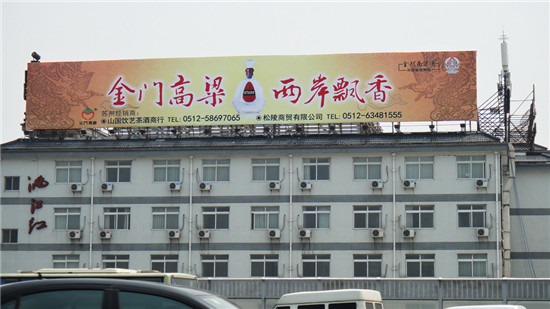 金门高粱 两岸飘香
苏州经销商:
山国饮艺茶酒商行 TEL: 0512-58697065
松陵商贸有限公司 TEL: 0512-63481555